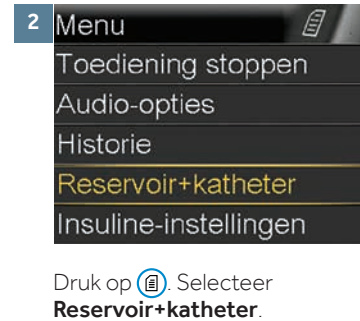 2
Menu
Toediening stoppen
Audio-opties
Historie
Reservoir+katheter
Insuline-instellingen
Druk op . Selecteer
Reservoir+katheter.